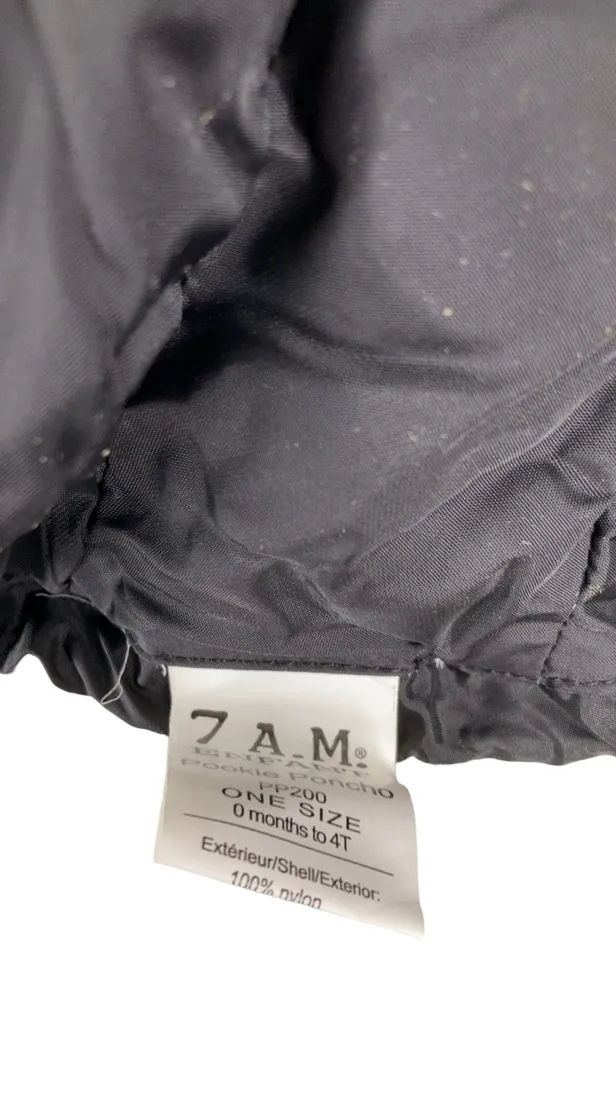 7 A.M.®
ENFANT
Pookie Poncho
PP200
ONE SIZE
0 months to 4T
Extérieur/Shell/Exterior:
100% nylon